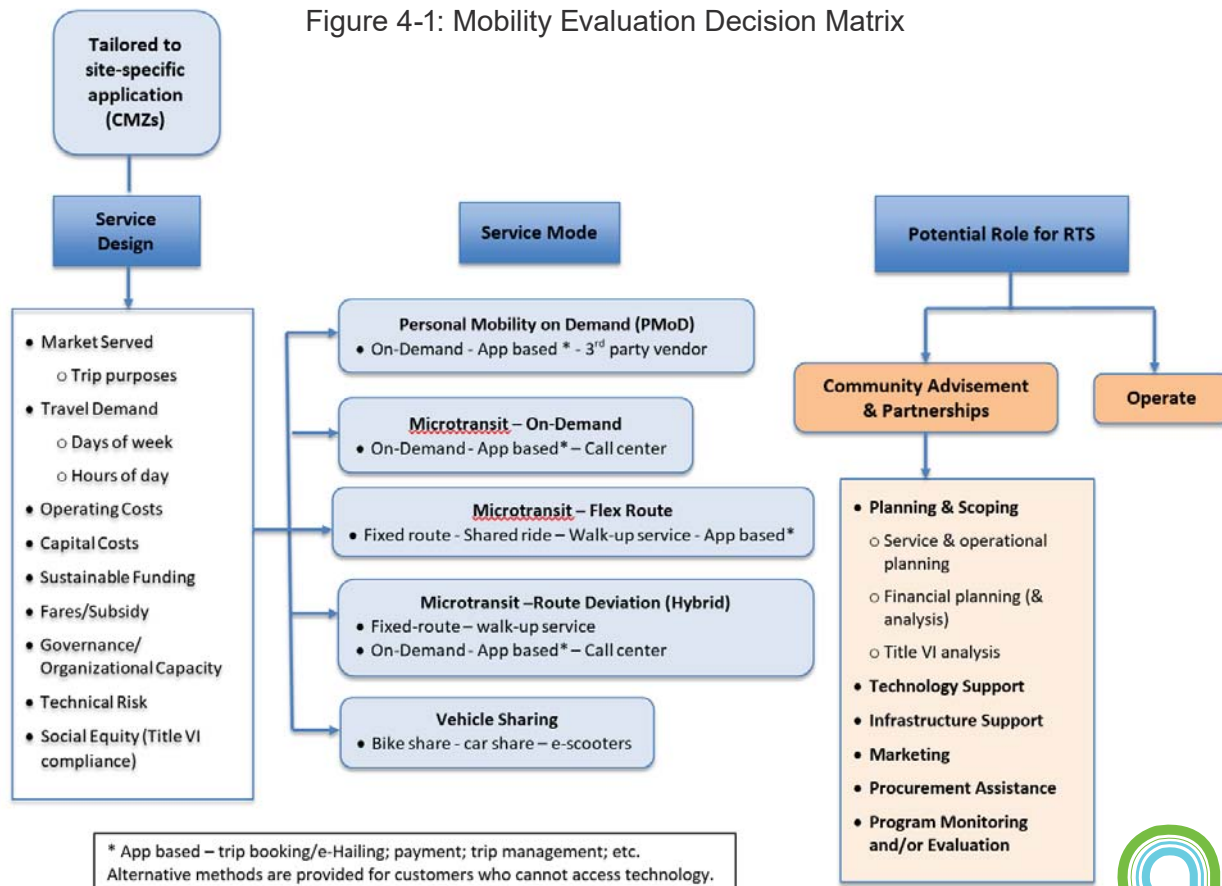 Figure 4-1: Mobility Evaluation Decision Matrix
Tailored to
site-specific
application
(CMZs)
Service
Design
• Market Served
o Trip purposes
• Travel Demand
o Days of week
o Hours of day
• Operating Costs
• Capital Costs
• Sustainable Funding
• Fares/Subsidy
• Governance/
Organizational Capacity
• Technical Risk
• Social Equity (Title VI
compliance)
Service Mode
Personal Mobility on Demand (PMoD)
• On-Demand - App based * - 3rd party vendor
Microtransit – On-Demand
• On-Demand - App based* – Call center
Microtransit – Flex Route
• Fixed route - Shared ride – Walk-up service - App based*
Microtransit –Route Deviation (Hybrid)
• Fixed-route – walk-up service
• On-Demand - App based* – Call center
Vehicle Sharing
• Bike share - car share – e-scooters
Potential Role for RTS
Community Advisement
& Partnerships
Operate
• Planning & Scoping
o Service & operational
planning
o Financial planning (&
analysis)
o Title VI analysis
• Technology Support
• Infrastructure Support
• Marketing
• Procurement Assistance
• Program Monitoring
and/or Evaluation
* App based – trip booking/e-Hailing; payment; trip management; etc.
Alternative methods are provided for customers who cannot access technology.